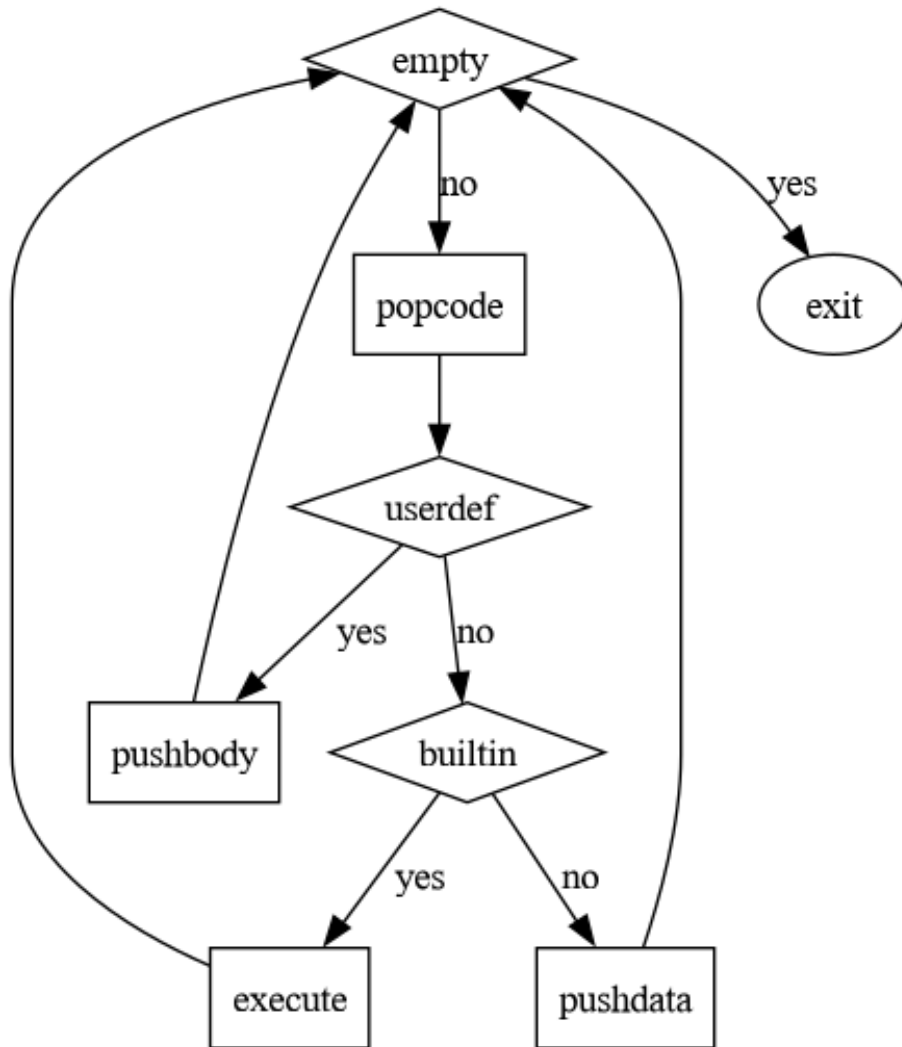 empty
no
yes
popcode
exit
userdef
yes
no
pushbody
builtin
yes
no
execute
pushdata